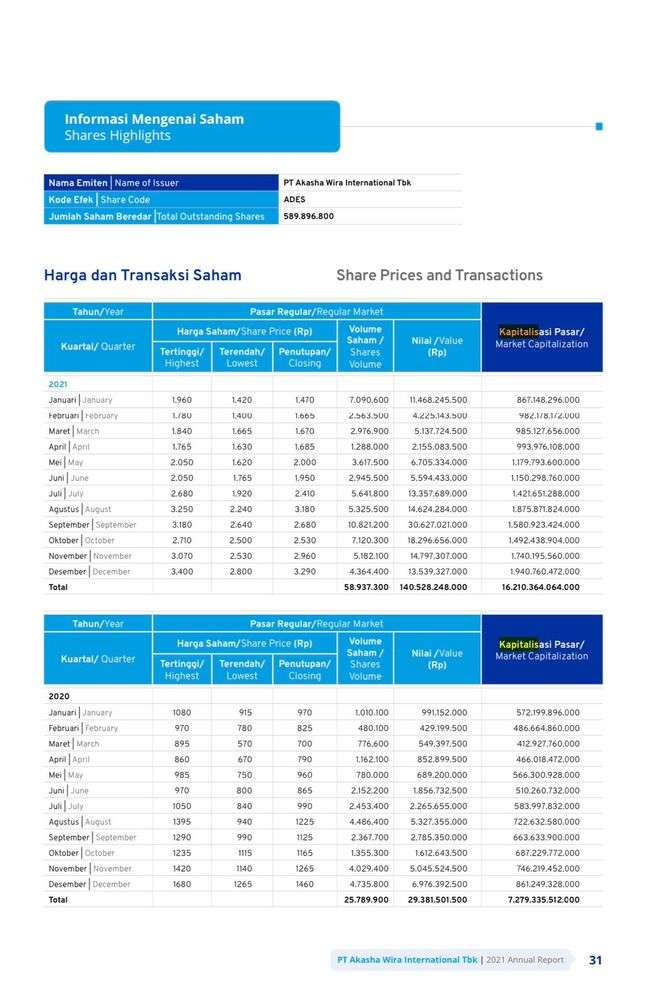 Informasi Mengenai Saham
Shares Highlights
Nama Emiten | Name of Issuer PT Akasha Wira International Tbk
Kode Efek | Share Code ADES
Jumlah Saham Beredar | Total Outstanding Shares 589.896.800
Harga dan Transaksi Saham Share Prices and Transactions
Tahun/Year Pasar Regular/Regular Market Kapitalisasi Pasar/ Market Capitalization
Kuartal/ Quarter Harga Saham/Share Price (Rp) Volume Saham / Shares Volume Nilai /Value (Rp)
Tertinggi/ Highest Terendah/ Lowest Penutupan/ Closing
2021
Januari | January 1.960 1.420 1.470 7.090.600 11.468.245.500 867.148.296.000
Februari | February 1.780 1.400 1.665 2.563.500 4.225.143.500 982.178.172.000
Maret | March 1.840 1.665 1.670 2.976.900 5.137.724.500 985.127.656.000
April | April 1.765 1.630 1.685 1.288.000 2.155.083.500 993.976.108.000
Mei | May 2.050 1.620 2.000 3.617.500 6.705.334.000 1.179.793.600.000
Juni | June 2.050 1.765 1.950 2.945.500 5.594.433.000 1.150.298.760.000
Juli | July 2.680 1.920 2.410 5.641.800 13.357.689.000 1.421.651.288.000
Agustus | August 3.250 2.240 3.180 5.325.500 14.624.284.000 1.875.871.824.000
September | September 3.180 2.640 2.680 10.821.200 30.627.021.000 1.580.923.424.000
Oktober | October 2.710 2.500 2.530 7.120.300 18.296.656.000 1.492.438.904.000
November | November 3.070 2.530 2.960 5.182.100 14.797.307.000 1.740.195.560.000
Desember | December 3.400 2.800 3.290 4.364.400 13.539.327.000 1.940.760.472.000
Total 58.937.300 140.528.248.000 16.210.364.064.000
Tahun/Year Pasar Regular/Regular Market Kapitalisasi Pasar/ Market Capitalization
Kuartal/ Quarter Harga Saham/Share Price (Rp) Volume Saham / Shares Volume Nilai /Value (Rp)
Tertinggi/ Highest Terendah/ Lowest Penutupan/ Closing
2020
Januari | January 1080 915 970 1.010.100 991.152.000 572.199.896.000
Februari | February 970 780 825 480.100 429.199.500 486.664.860.000
Maret | March 895 570 700 776.600 549.397.500 412.927.760.000
April | April 860 670 790 1.162.100 852.899.500 466.018.472.000
Mei | May 985 750 960 780.000 689.200.000 566.300.928.000
Juni | June 970 800 865 2.152.200 1.856.732.500 510.260.732.000
Juli | July 1050 840 990 2.453.400 2.265.655.000 583.997.832.000
Agustus | August 1395 940 1225 4.486.400 5.327.355.000 722.632.580.000
September | September 1290 990 1125 2.367.700 2.785.350.000 663.633.900.000
Oktober | October 1235 1115 1165 1.355.300 1.612.643.500 687.229.772.000
November | November 1420 1140 1265 4.029.400 5.045.524.500 746.219.452.000
Desember | December 1680 1265 1460 4.735.800 6.976.392.500 861.249.328.000
Total 25.789.900 29.381.501.500 7.279.335.512.000
PT Akasha Wira International Tbk | 2021 Annual Report 31